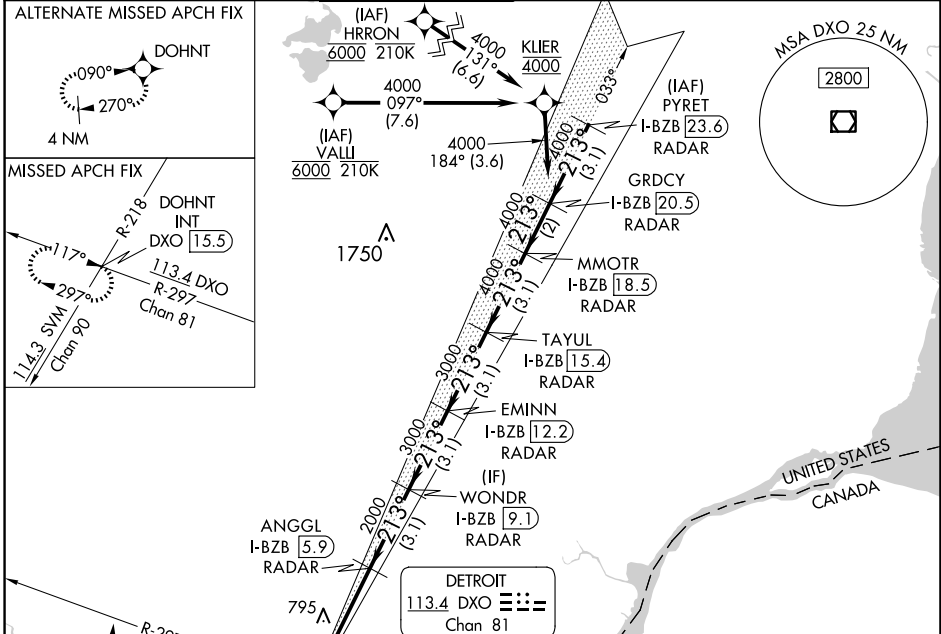 ALTERNATE MISSED APCH FIX
DOHNT
090°
270°
4 NM
MISSED APCH FIX
DOHNT
INT
DXO 15.5
R-218
117°
297°
113.4 DXO
R-297
Chan 81
114.3 SVM
Chan 90
(IAF)
HRRON
6000 210K
4000
131°
(6.6)
KLIER
4000
4000
097°
(7.6)
(IAF)
VALLI
6000 210K
4000
184° (3.6)
033°
(IAF)
PYRET
I-BZB 23.6
RADAR
4000
213°
(3.1)
GRDCY
I-BZB 20.5
RADAR
4000
213°
(2)
MMOTR
I-BZB 18.5
RADAR
4000
213°
(3.1)
TAYUL
I-BZB 15.4
RADAR
3000
213°
(3.1)
EMINN
I-BZB 12.2
RADAR
3000
213°
(3.1)
(IF)
WONDR
I-BZB 9.1
RADAR
2000
213°
(3.1)
ANGGL
I-BZB 5.9
RADAR
1750
795
MSA DXO 25 NM
2800
UNITED STATES
CANADA
DETROIT
113.4 DXO
Chan 81